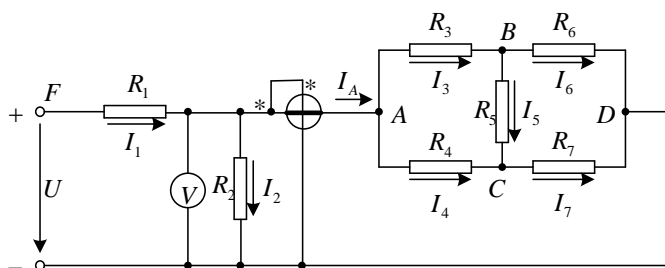 R3 B R6
F R1 * * IA I3 I6
+ A R5 I5 D
I1 R4 R7
U V R2 I2 C
I4 I7
−